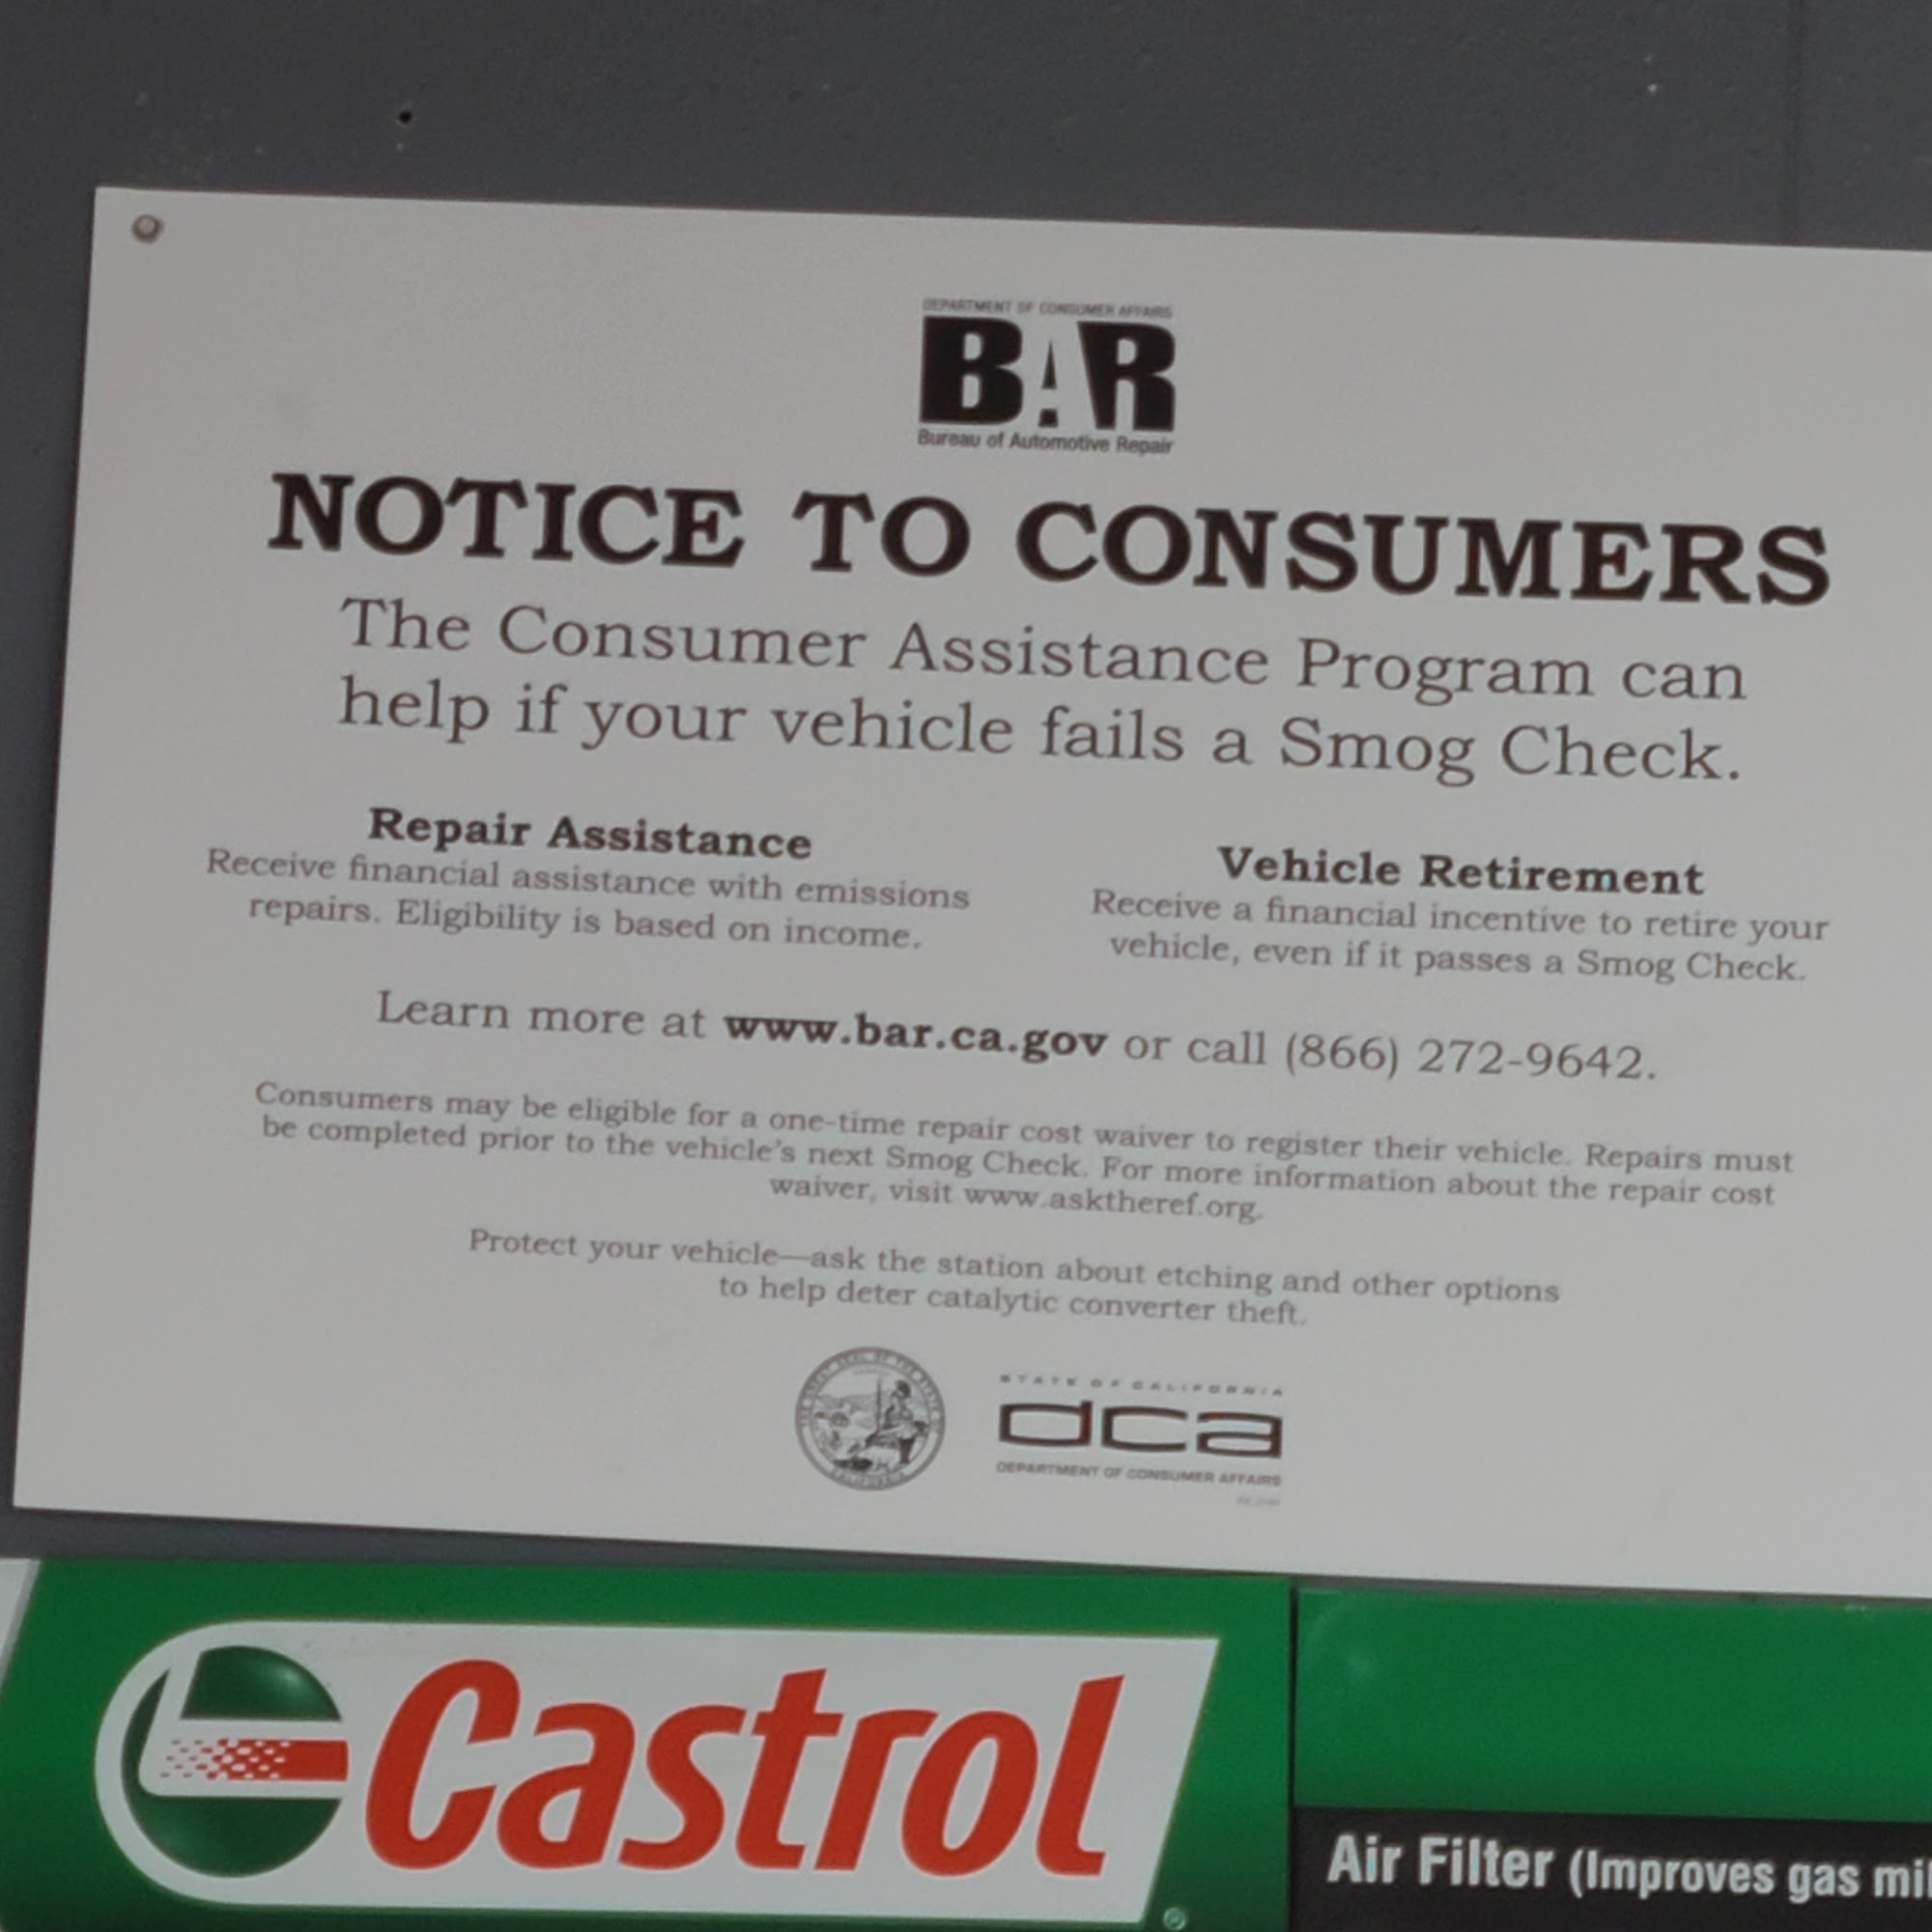 DEPARTMENT OF CONSUMER AFFAIRS
BAR
Bureau of Automotive Repair
NOTICE TO CONSUMERS
The Consumer Assistance Program can
help if your vehicle fails a Smog Check.
Repair Assistance
Receive financial assistance with emissions
repairs. Eligibility is based on income.
Vehicle Retirement
Receive a financial incentive to retire your
vehicle, even if it passes a Smog Check.
Learn more at www.bar.ca.gov or call (866) 272-9642.
Consumers may be eligible for a one-time repair cost waiver to register their vehicle. Repairs must
be completed prior to the vehicle's next Smog Check. For more information about the repair cost
waiver, visit www.asktheref.org.
Protect your vehicle—ask the station about etching and other options
to help deter catalytic converter theft.
STATE OF CALIFORNIA
dca
DEPARTMENT OF CONSUMER AFFAIRS
Castrol
Air Filter (Improves gas